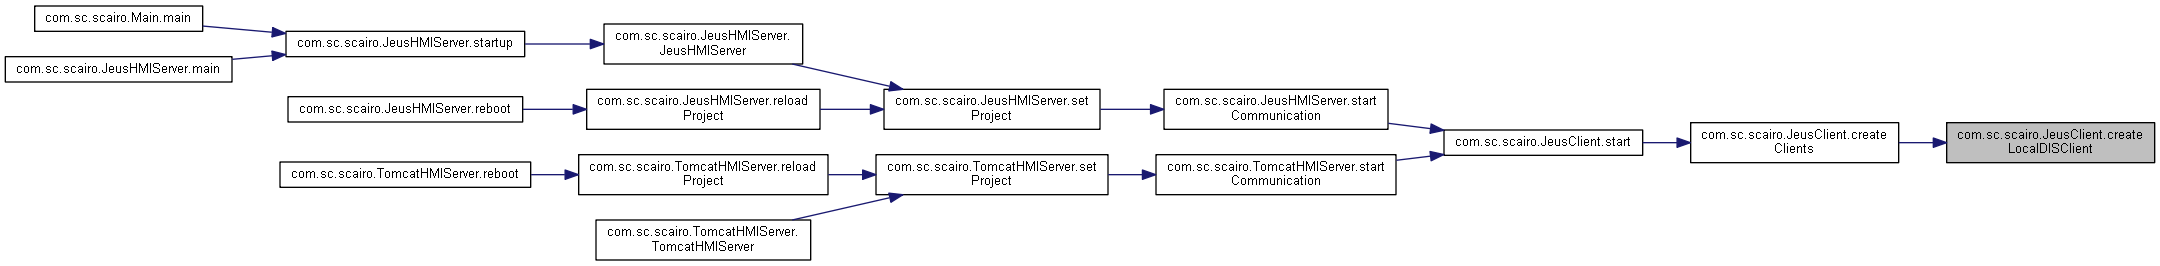 com.sc.scairo.Main.main
com.sc.scairo.JeusHMIServer.main
com.sc.scairo.JeusHMIServer.startup
com.sc.scairo.JeusHMIServer.reboot
com.sc.scairo.TomcatHMIServer.reboot
com.sc.scairo.JeusHMIServer.
JeusHMIServer
com.sc.scairo.JeusHMIServer.reload
Project
com.sc.scairo.TomcatHMIServer.reload
Project
com.sc.scairo.TomcatHMIServer.
TomcatHMIServer
com.sc.scairo.JeusHMIServer.set
Project
com.sc.scairo.TomcatHMIServer.set
Project
com.sc.scairo.JeusHMIServer.start
Communication
com.sc.scairo.TomcatHMIServer.start
Communication
com.sc.scairo.JeusClient.start
com.sc.scairo.JeusClient.create
Clients
com.sc.scairo.JeusClient.create
LocalDISClient